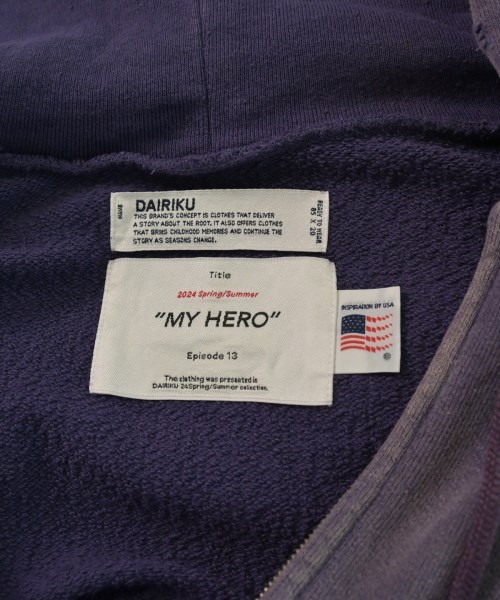 DAIRIKU
THIS BRAND'S CONCEPT IS CLOTHES THAT DELIVER
A STORY ABOUT THE ROOT. IT ALSO OFFERS CLOTHES
THAT BRING CHILDHOOD MEMORIES AND CONTINUE THE
STORY AS SEASONS CHANGE.
READY TO WEAR
85 X 20
Title
2024 Spring/Summer
"MY HERO"
Episode 13
The clothing was presented in
DAIRIKU 24Spring/Summer collection.
INSPIRATION BY USA